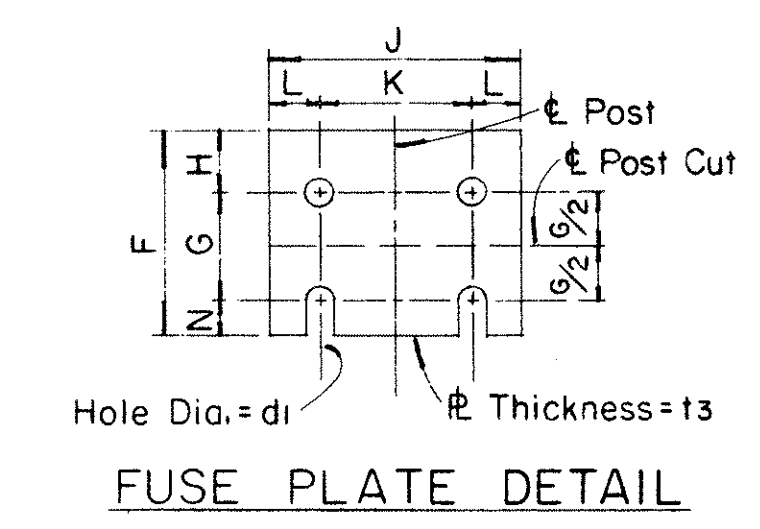 J
L K L
℄ Post
℄ Post Cut
H
F
G
N
G/2
G/2
Hole Dia. = d1
℄ Thickness = t3
FUSE PLATE DETAIL